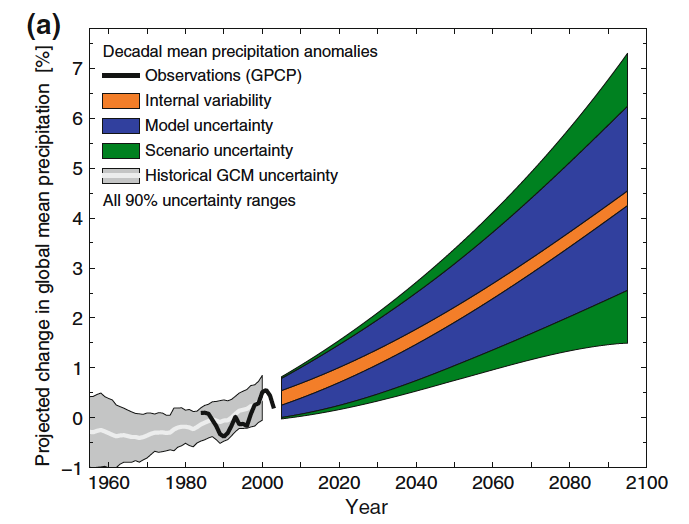 (a)
Decadal mean precipitation anomalies
Observations (GPCP)
Internal variability
Model uncertainty
Scenario uncertainty
Historical GCM uncertainty
All 90% uncertainty ranges
Projected change in global mean precipitation [%]
7
6
5
4
3
2
1
0
−1
1960 1980 2000 2020 2040 2060 2080 2100
Year